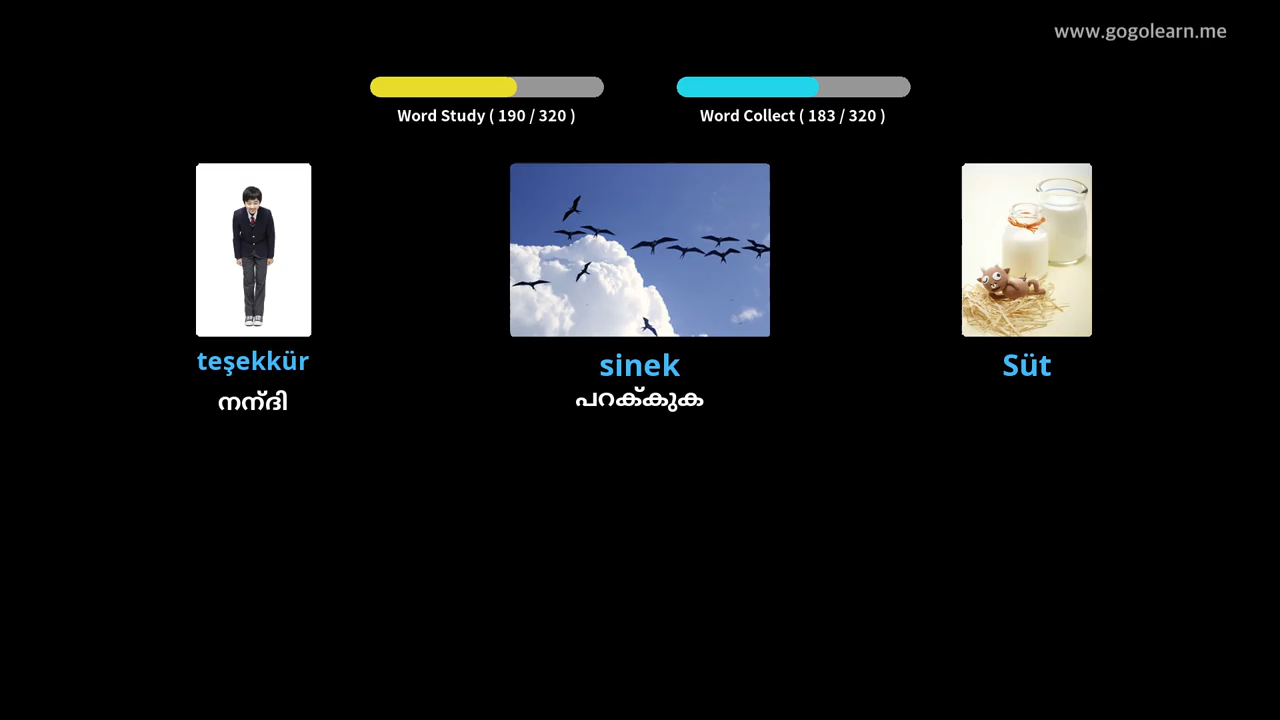 www.gogolearn.me
Word Study ( 190 / 320 )
Word Collect ( 183 / 320 )
teşekkür
sinek
Süt
നന്ദി
പറക്കുക